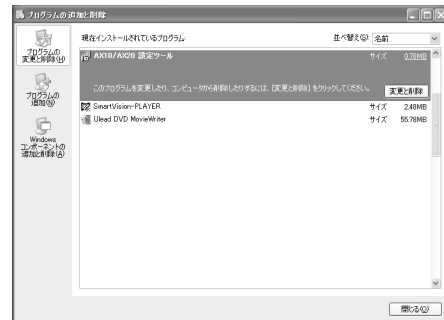 プログラムの追加と削除
プログラムの
変更と削除(H)
プログラムの
追加(N)
Windows
コンポーネントの
追加と削除(A)
現在インストールされているプログラム:
並べ替え(S): 名前
AX10/AX20 設定ツール サイズ 0.78MB
このプログラムを変更したり、コンピュータから削除したりするには、[変更と削除] をクリックしてください。
変更と削除
SmartVision-PLAYER サイズ 2.48MB
Ulead DVD MovieWriter サイズ 55.78MB
閉じる(O)